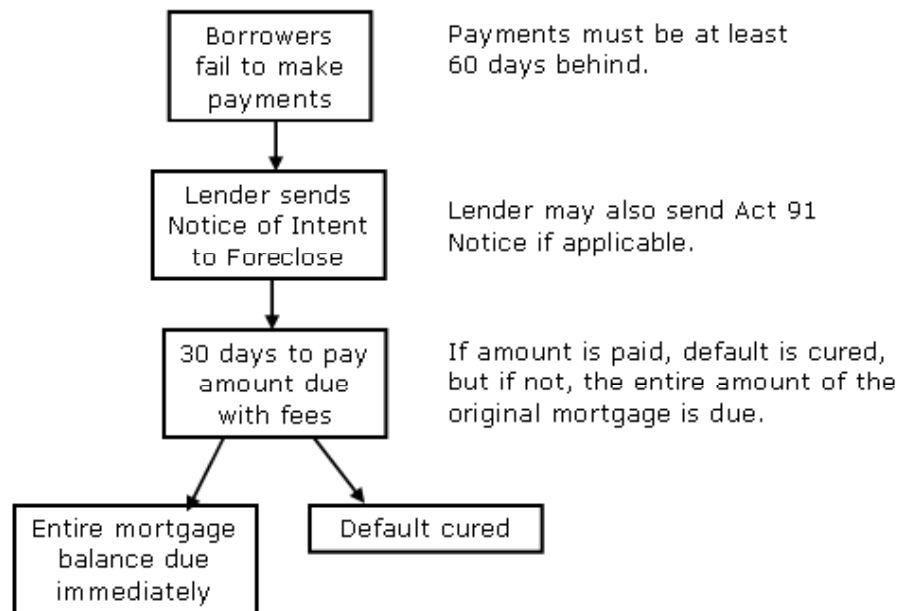 Borrowers
fail to make
payments
Payments must be at least
60 days behind.
Lender sends
Notice of Intent
to Foreclose
Lender may also send Act 91
Notice if applicable.
30 days to pay
amount due
with fees
If amount is paid, default is cured,
but if not, the entire amount of the
original mortgage is due.
Entire mortgage
balance due
immediately
Default cured